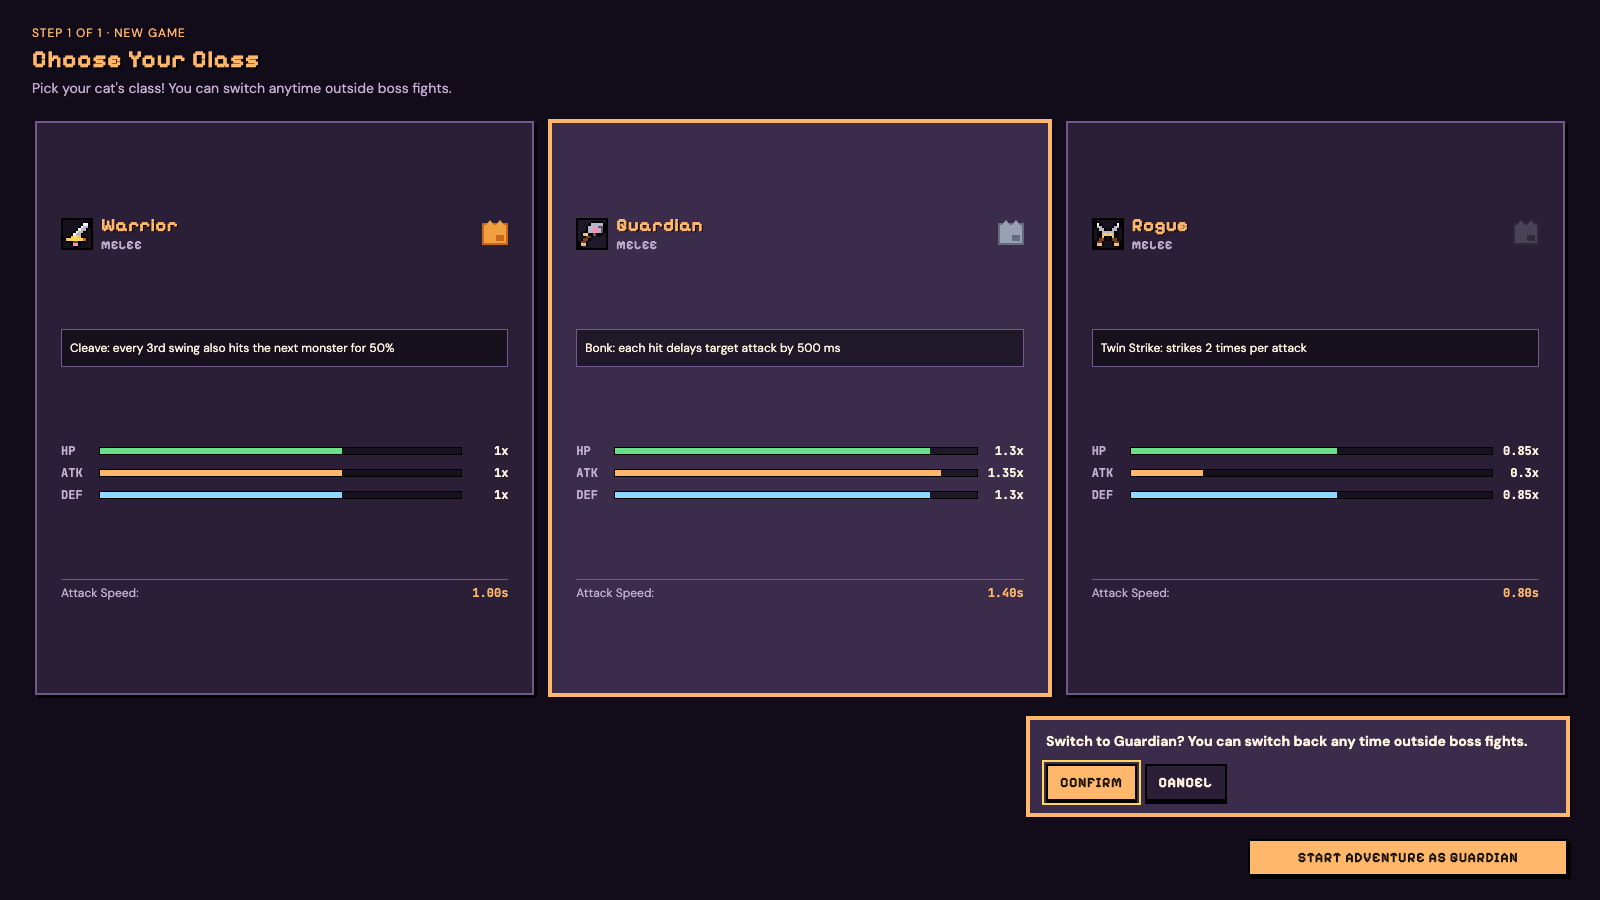 STEP 1 OF 1 · NEW GAME
Choose Your Class
Pick your cat's class! You can switch anytime outside boss fights.
Warrior
MELEE
Cleave: every 3rd swing also hits the next monster for 50%
HP 1x
ATK 1x
DEF 1x
Attack Speed: 1.00s
Guardian
MELEE
Bonk: each hit delays target attack by 500 ms
HP 1.3x
ATK 1.35x
DEF 1.3x
Attack Speed: 1.40s
Rogue
MELEE
Twin Strike: strikes 2 times per attack
HP 0.85x
ATK 0.3x
DEF 0.85x
Attack Speed: 0.80s
Switch to Guardian? You can switch back any time outside boss fights.
CONFIRM CANCEL
START ADVENTURE AS GUARDIAN